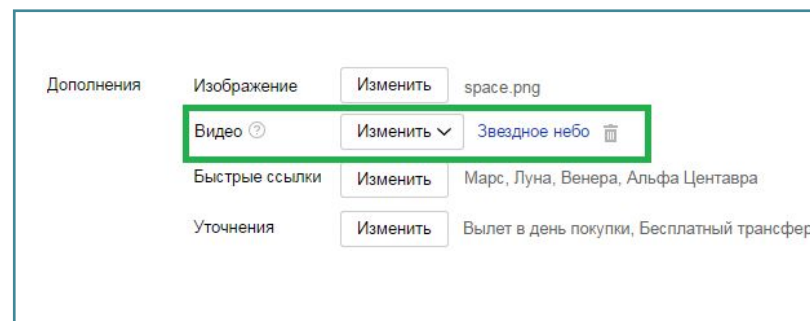 Дополнения Изображение Изменить space.png
Видео ? Изменить Звездное небо
Быстрые ссылки Изменить Марс, Луна, Венера, Альфа Центавра
Уточнения Изменить Вылет в день покупки, Бесплатный трансфер